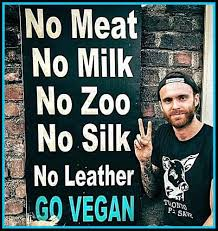 No Meat
No Milk
No Zoo
No Silk
No Leather
GO VEGAN